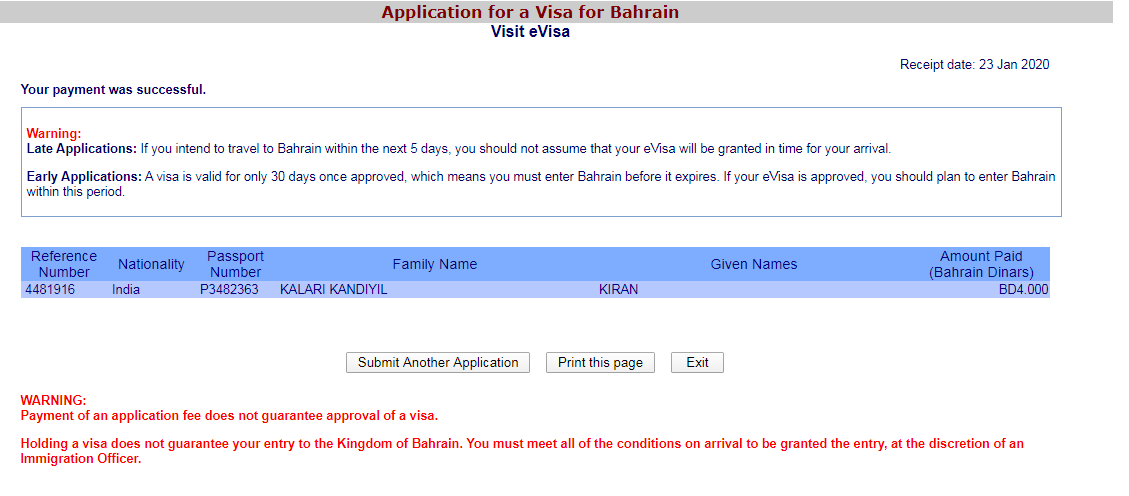 Application for a Visa for Bahrain
Visit eVisa
Receipt date: 23 Jan 2020
Your payment was successful.
Warning:
Late Applications: If you intend to travel to Bahrain within the next 5 days, you should not assume that your eVisa will be granted in time for your arrival.
Early Applications: A visa is valid for only 30 days once approved, which means you must enter Bahrain before it expires. If your eVisa is approved, you should plan to enter Bahrain
within this period.
Reference Number Nationality Passport Number Family Name Given Names Amount Paid (Bahrain Dinars)
4481916 India P3482363 KALARI KANDIYIL KIRAN BD4.000
Submit Another Application Print this page Exit
WARNING:
Payment of an application fee does not guarantee approval of a visa.
Holding a visa does not guarantee your entry to the Kingdom of Bahrain. You must meet all of the conditions on arrival to be granted the entry, at the discretion of an
Immigration Officer.